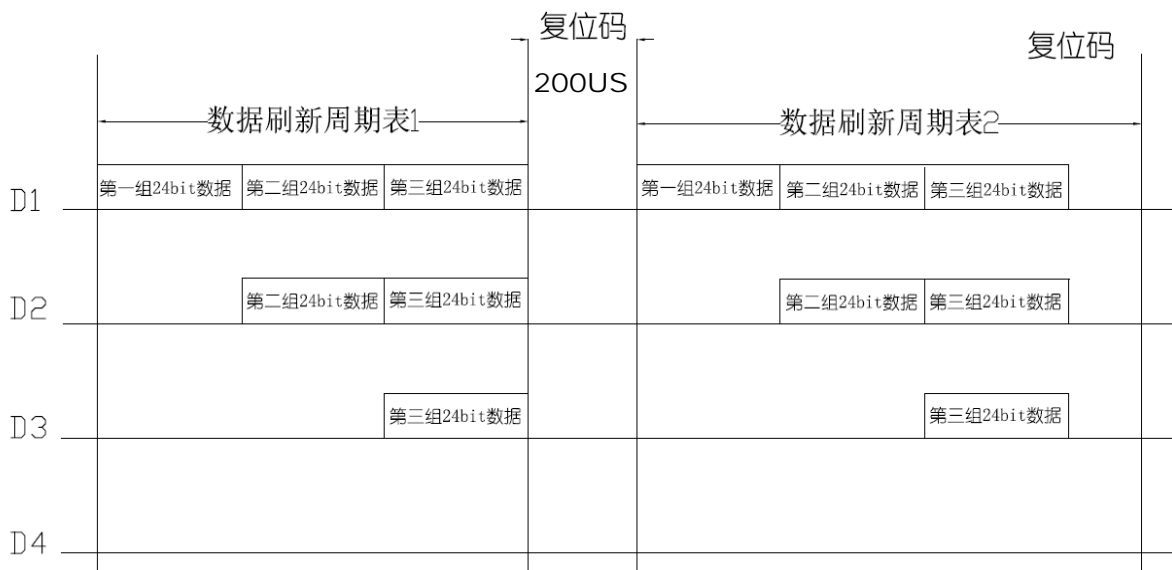 复位码
复位码
200US
数据刷新周期表1
数据刷新周期表2
D1 第一组24bit数据 第二组24bit数据 第三组24bit数据 第一组24bit数据 第二组24bit数据 第三组24bit数据
D2 第二组24bit数据 第三组24bit数据 第二组24bit数据 第三组24bit数据
D3 第三组24bit数据 第三组24bit数据
D4